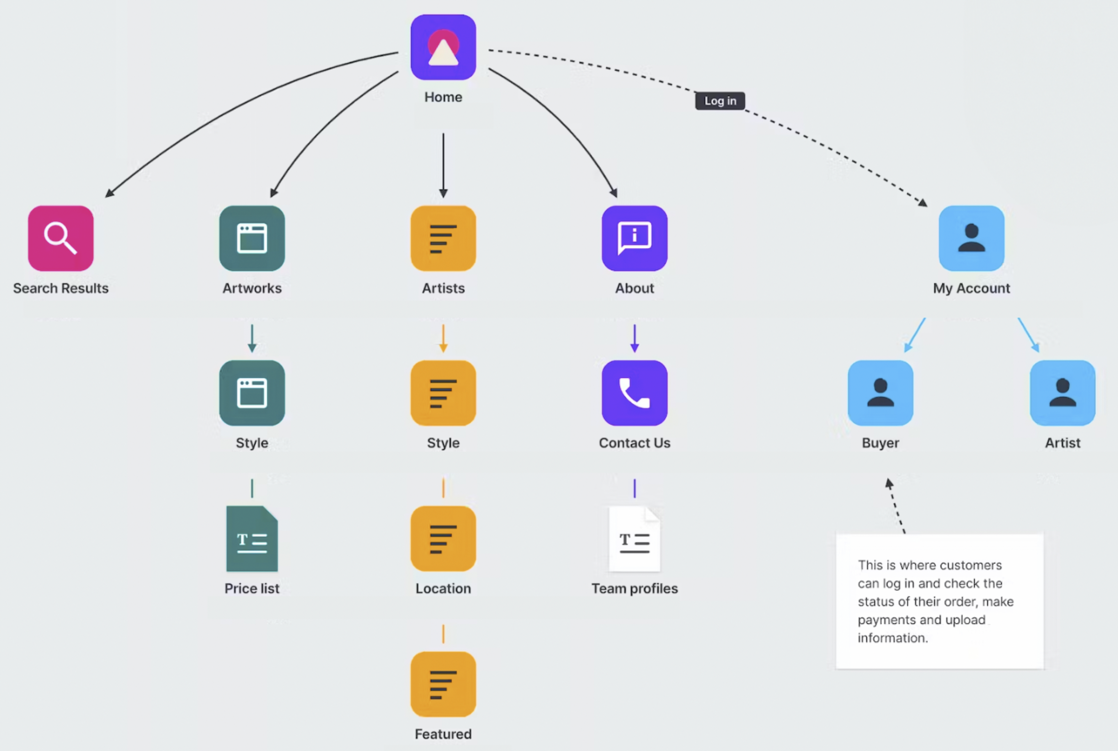 Home
Log in
Search Results
Artworks
Artists
About
My Account
Style
Style
Contact Us
Buyer
Artist
T
T
Price list
Location
Team profiles
This is where customers
can log in and check the
status of their order, make
payments and upload
information.
Featured